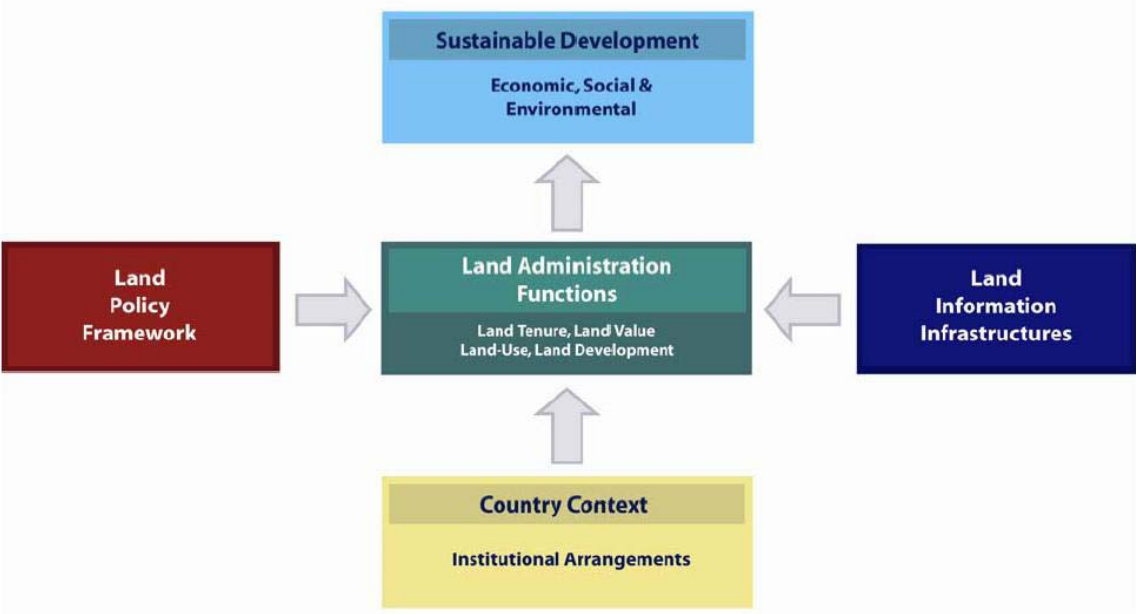 Sustainable Development
Economic, Social &
Environmental
Land
Policy
Framework
Land Administration
Functions
Land Tenure, Land Value
Land-Use, Land Development
Land
Information
Infrastructures
Country Context
Institutional Arrangements